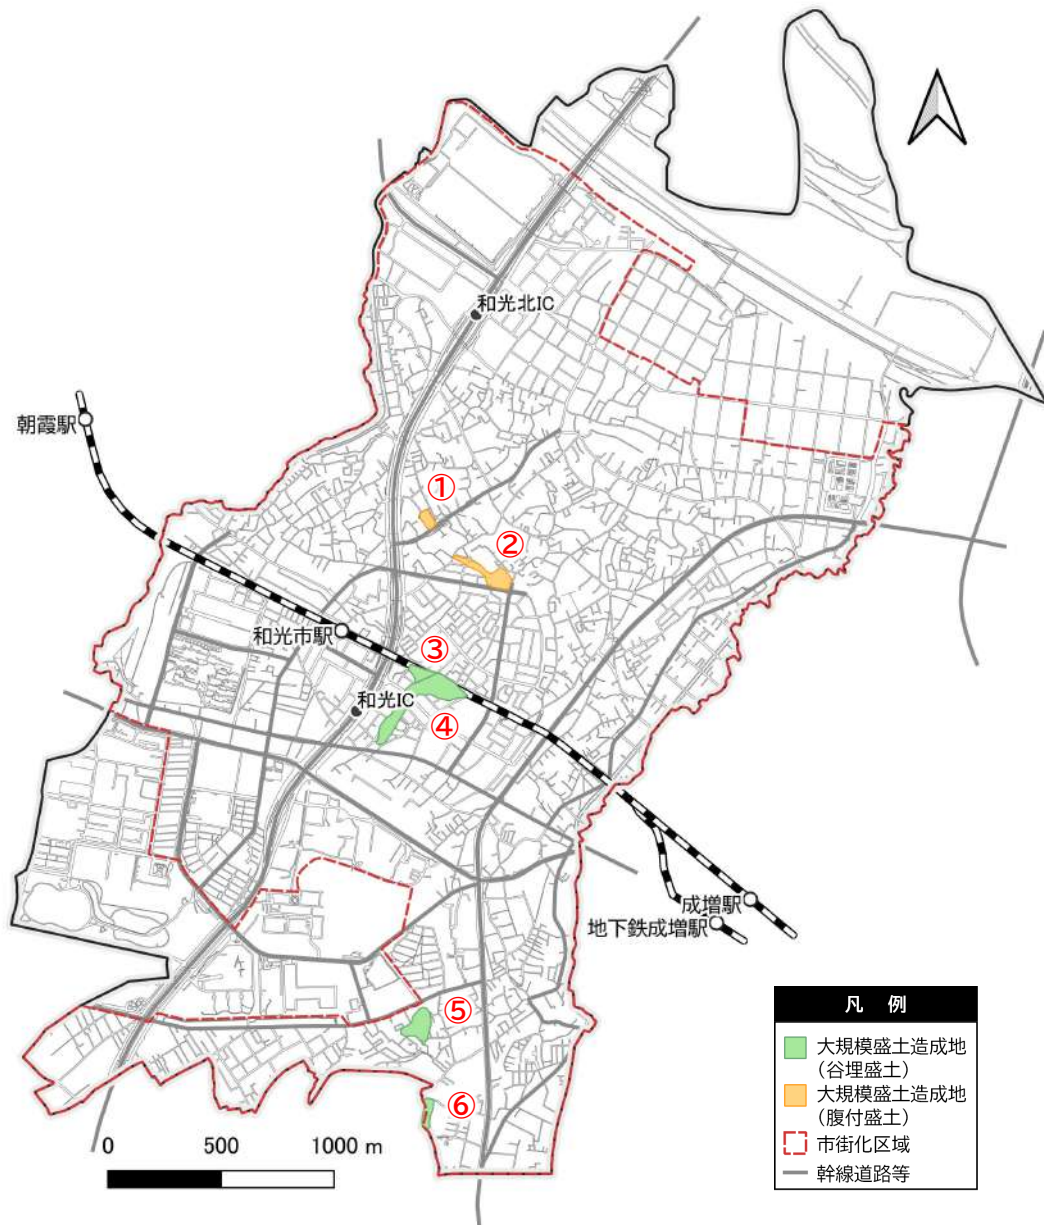 和光北IC
朝霞駅
①
②
和光市駅
③
和光IC
④
成増駅
地下鉄成増駅
⑤
⑥
0 500 1000 m
凡 例
大規模盛土造成地
（谷埋盛土）
大規模盛土造成地
（腹付盛土）
市街化区域
幹線道路等